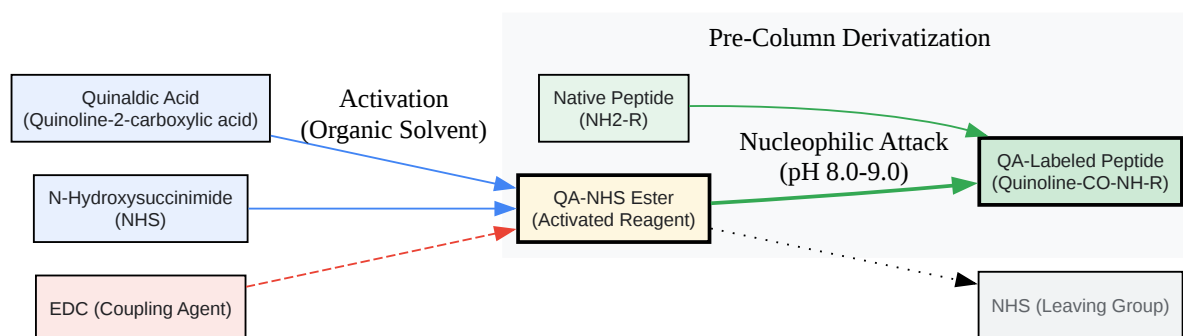 Pre-Column Derivatization
Quinaldic Acid
(Quinoline-2-carboxylic acid)
Activation
(Organic Solvent)
Native Peptide
(NH2-R)
Nucleophilic Attack
(pH 8.0-9.0)
QA-Labeled Peptide
(Quinoline-CO-NH-R)
N-Hydroxysuccinimide
(NHS)
QA-NHS Ester
(Activated Reagent)
EDC (Coupling Agent)
NHS (Leaving Group)